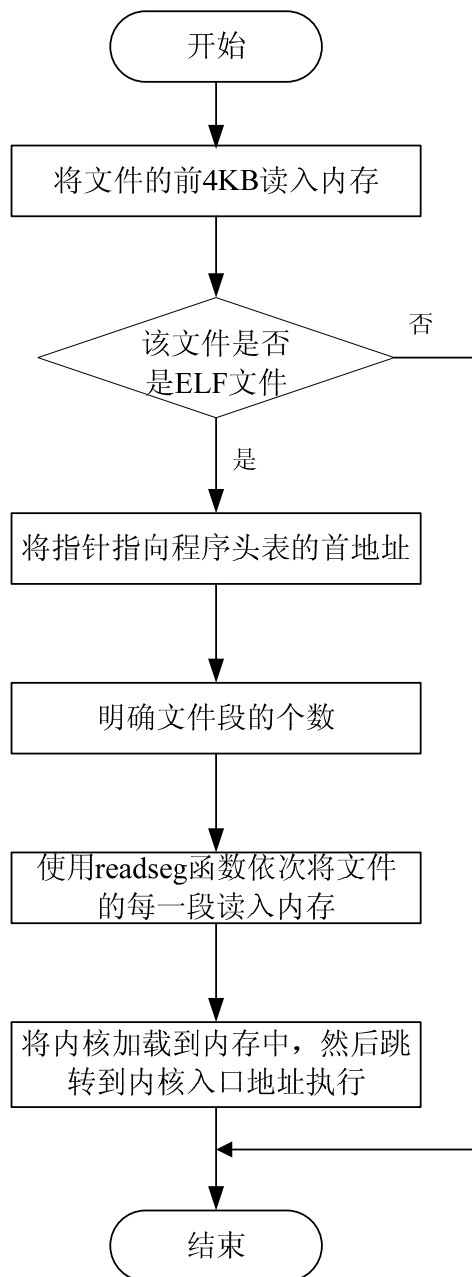 开始
将文件的前4KB读入内存
该文件是否
是ELF文件
否
是
将指针指向程序头表的首地址
明确文件段的个数
使用readseg函数依次将文件
的每一段读入内存
将内核加载到内存中，然后跳
转到内核入口地址执行
结束